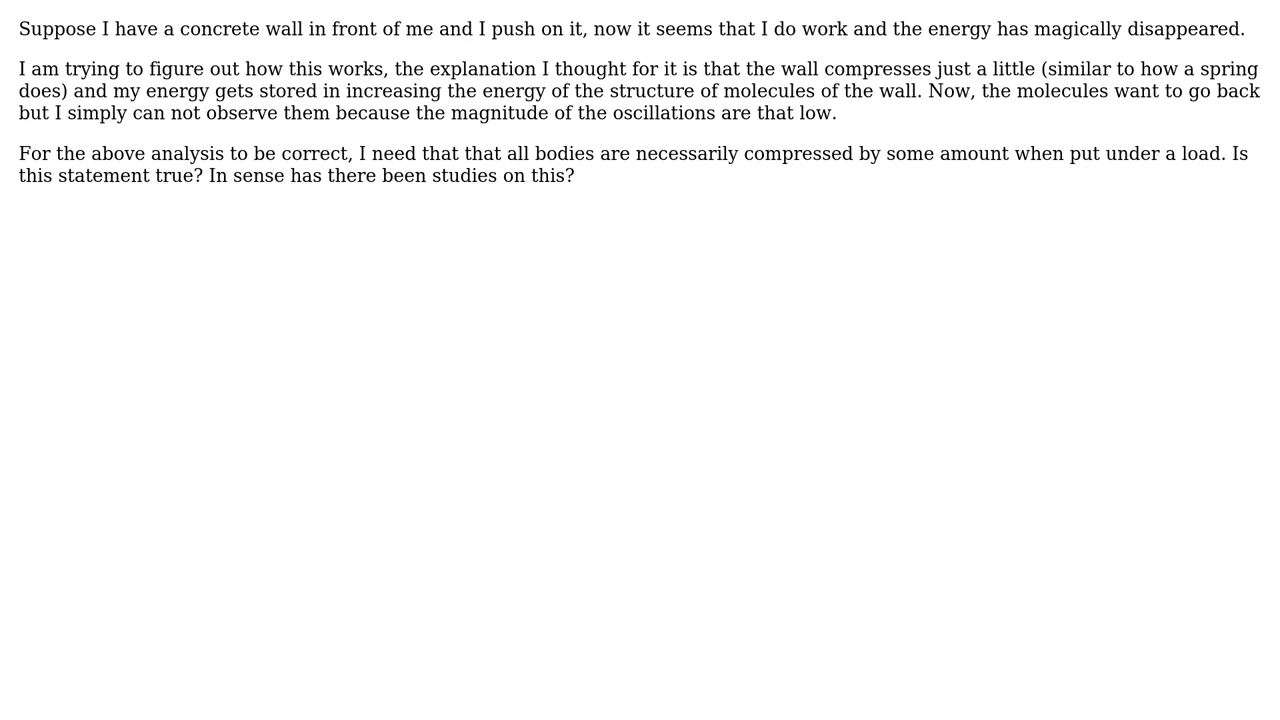 Suppose I have a concrete wall in front of me and I push on it, now it seems that I do work and the energy has magically disappeared.
I am trying to figure out how this works, the explanation I thought for it is that the wall compresses just a little (similar to how a spring
does) and my energy gets stored in increasing the energy of the structure of molecules of the wall. Now, the molecules want to go back
but I simply can not observe them because the magnitude of the oscillations are that low.
For the above analysis to be correct, I need that that all bodies are necessarily compressed by some amount when put under a load. Is
this statement true? In sense has there been studies on this?